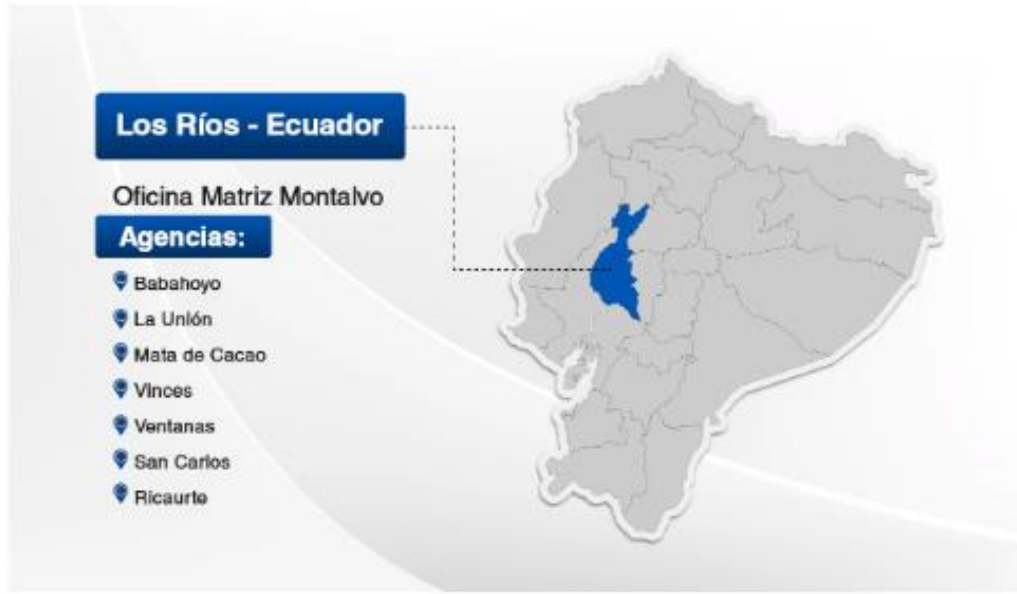 Los Ríos - Ecuador
Oficina Matriz Montalvo
Agencias:
Babahoyo
La Unión
Mata de Cacao
Vinces
Ventanas
San Carlos
Ricaurte